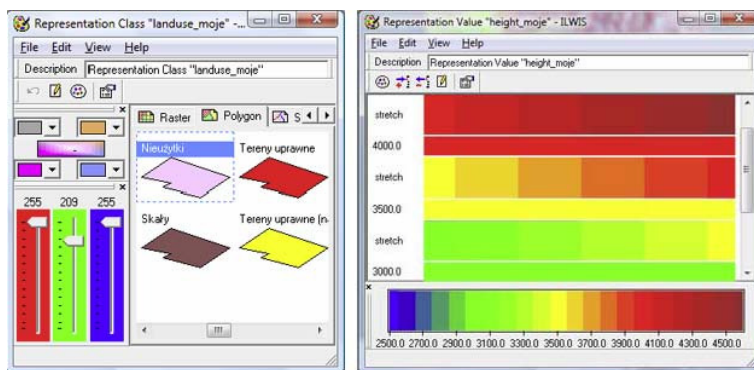 Representation Class "landuse_moje" -...
File Edit View Help
Description Representation Class "landuse_moje"
Raster Polygon S
Nieużytki Tereny uprawne
255 209 255
Skały Tereny uprawne (n
Representation Value "height_moje" - ILWIS
File Edit View Help
Description Representation Value "height_moje"
stretch
4000.0
stretch
3500.0
stretch
3000.0
2500.0 2700.0 2900.0 3100.0 3300.0 3500.0 3700.0 3900.0 4100.0 4300.0 4500.0